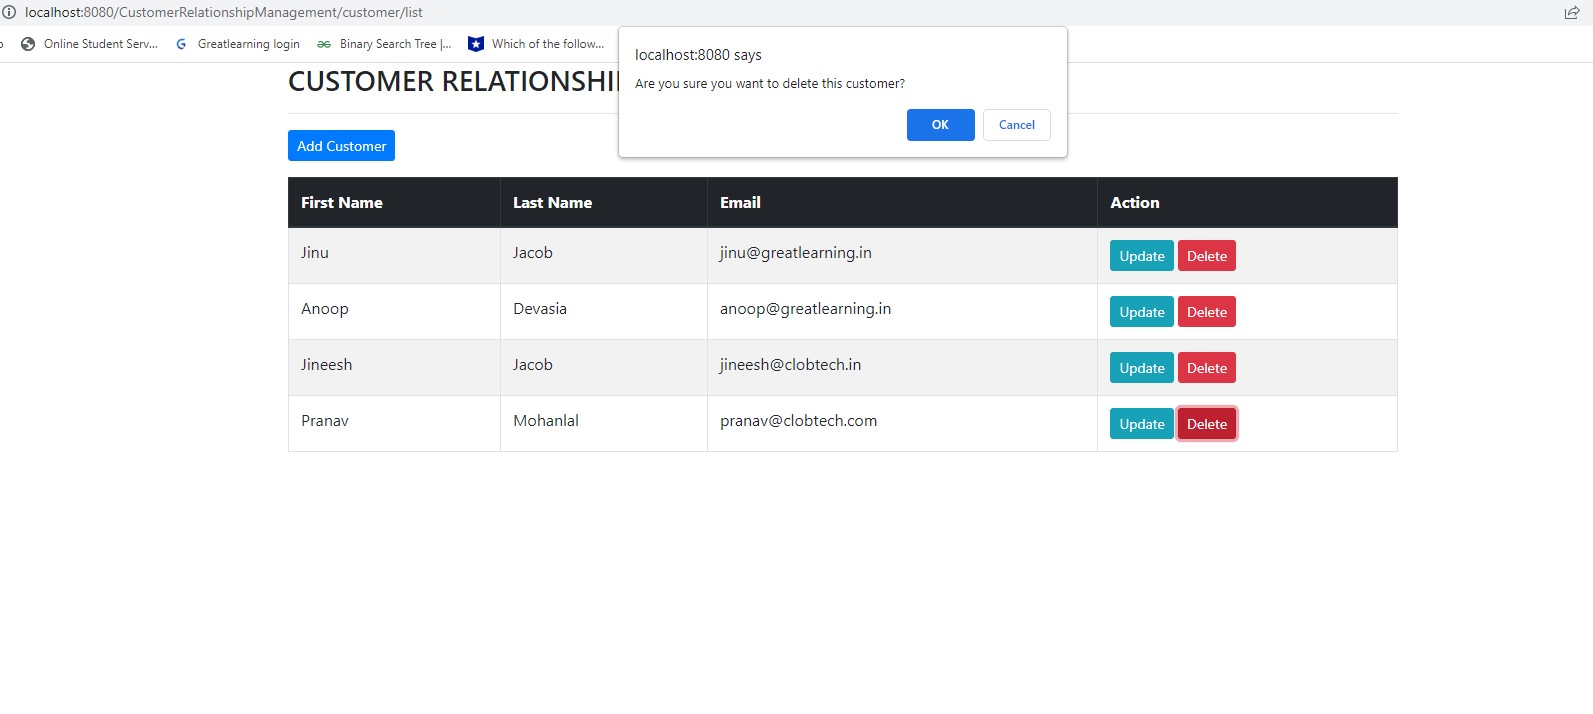 localhost:8080/CustomerRelationshipManagement/customer/list
Online Student Serv... Greatlearning login Binary Search Tree |... Which of the follow...
localhost:8080 says
Are you sure you want to delete this customer?
OK Cancel
CUSTOMER RELATIONSHI
Add Customer
First Name Last Name Email Action
Jinu Jacob jinu@greatlearning.in Update Delete
Anoop Devasia anoop@greatlearning.in Update Delete
Jineesh Jacob jineesh@clobtech.in Update Delete
Pranav Mohanlal pranav@clobtech.com Update Delete